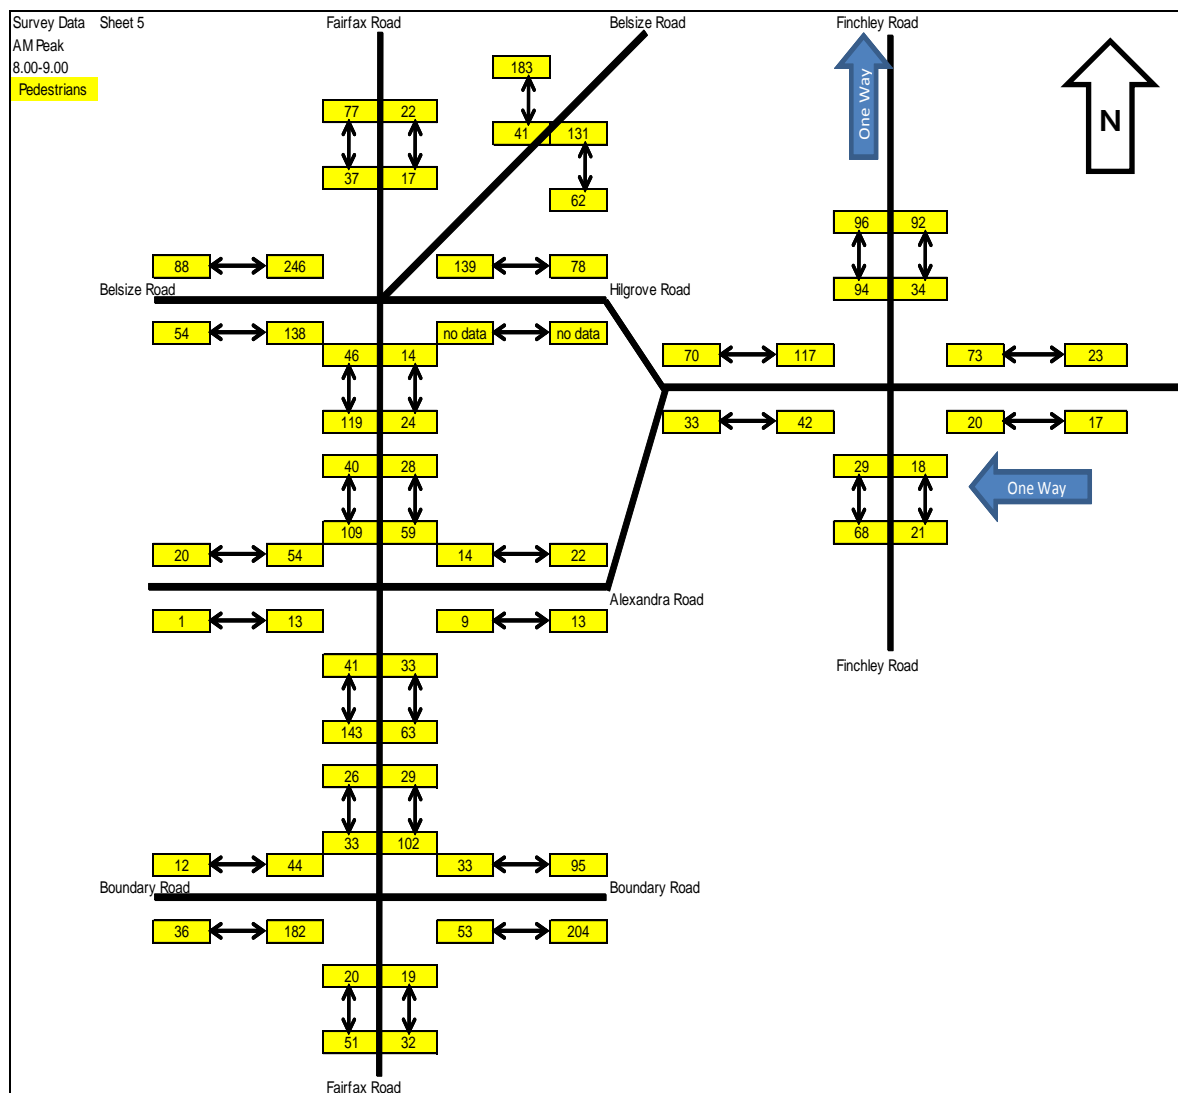 Survey Data Sheet 5
Fairfax Road
Belsize Road
Finchley Road
AM Peak
8.00-9.00
Pedestrians
One Way
N
183
77 22
41 131
37 17
62
96 92
88 246
139 78
94 34
Belsize Road
Hilgrove Road
54 138
no data no data
46 14
70 117
73 23
119 24
33 42
20 17
40 28
29 18
One Way
109 59
68 21
20 54
14 22
Alexandra Road
1 13
9 13
41 33
Finchley Road
143 63
26 29
33 102
12 44
33 95
Boundary Road
Boundary Road
36 182
53 204
20 19
51 32
Fairfax Road